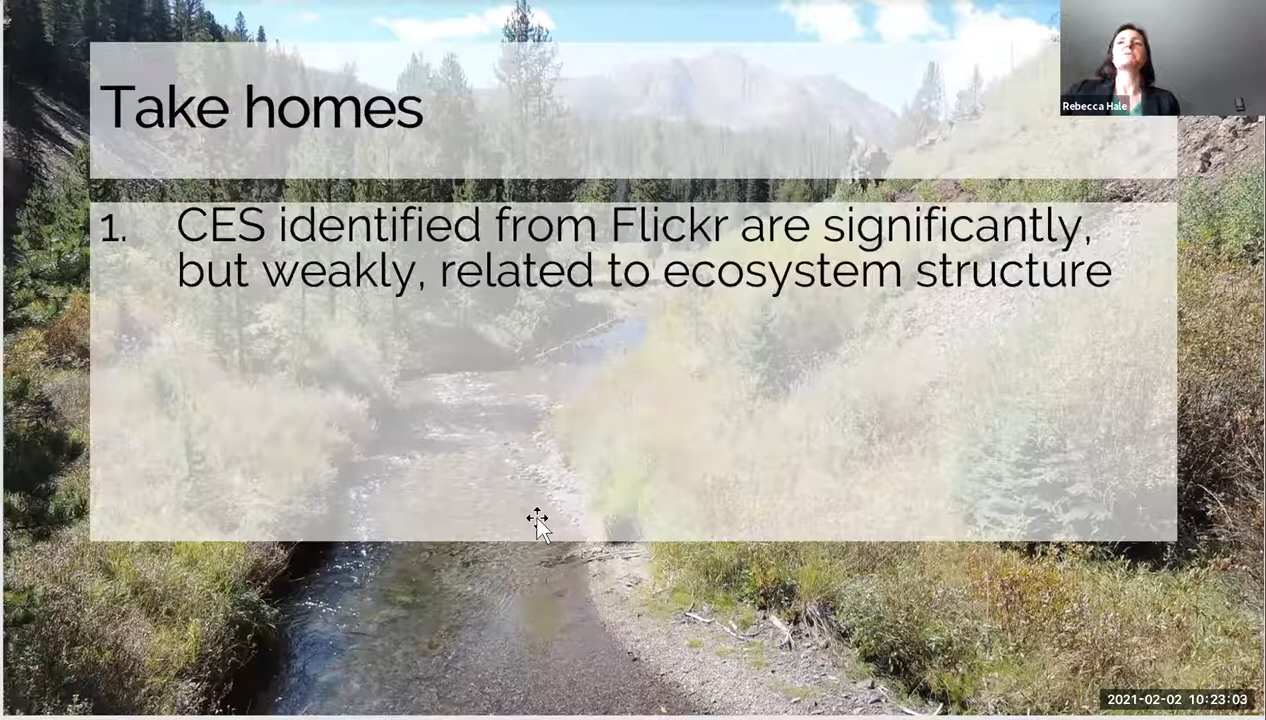 Take homes
Rebecca Hale
1. CES identified from Flickr are significantly,
but weakly, related to ecosystem structure
2021-02-02 10:23:03